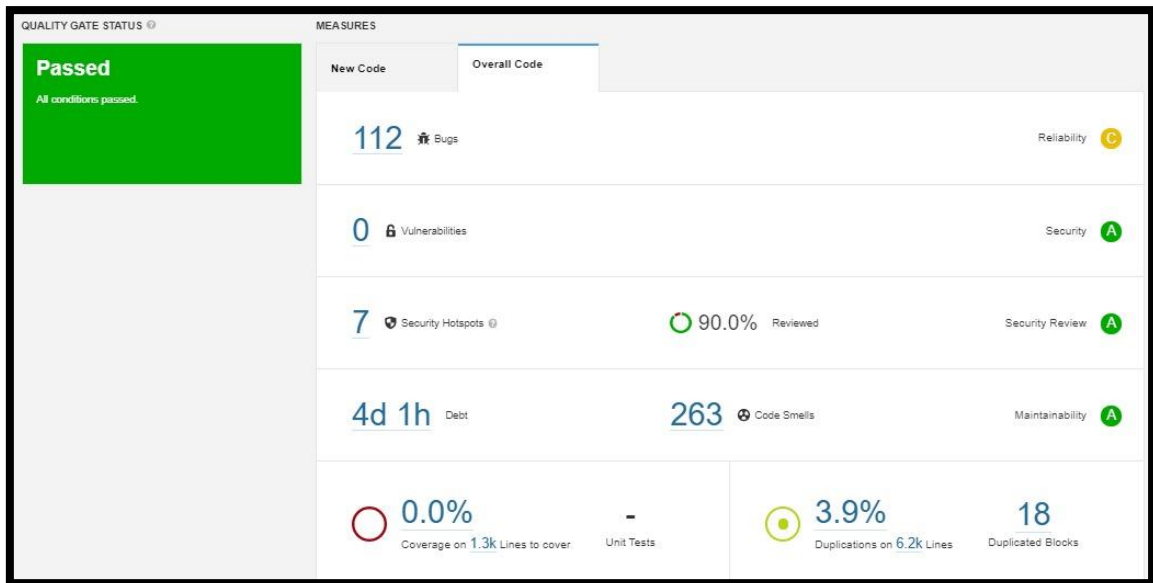 QUALITY GATE STATUS
MEASURES
Passed
All conditions passed.
New Code
Overall Code
112 Bugs
Reliability C
0 Vulnerabilities
Security A
7 Security Hotspots
90.0% Reviewed
Security Review A
4d 1h Debt
263 Code Smells
Maintainability A
0.0%
Coverage on 1.3k Lines to cover
-
Unit Tests
3.9%
Duplications on 6.2k Lines
18
Duplicated Blocks